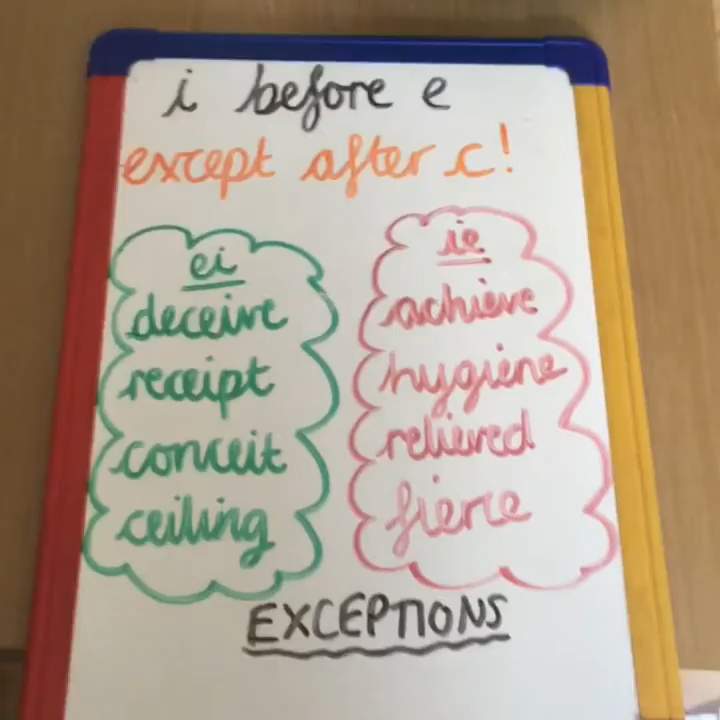 i before e
except after c!
ei
deceive
receipt
conceit
ceiling
ie
achieve
hygiene
relieved
fierce
EXCEPTIONS